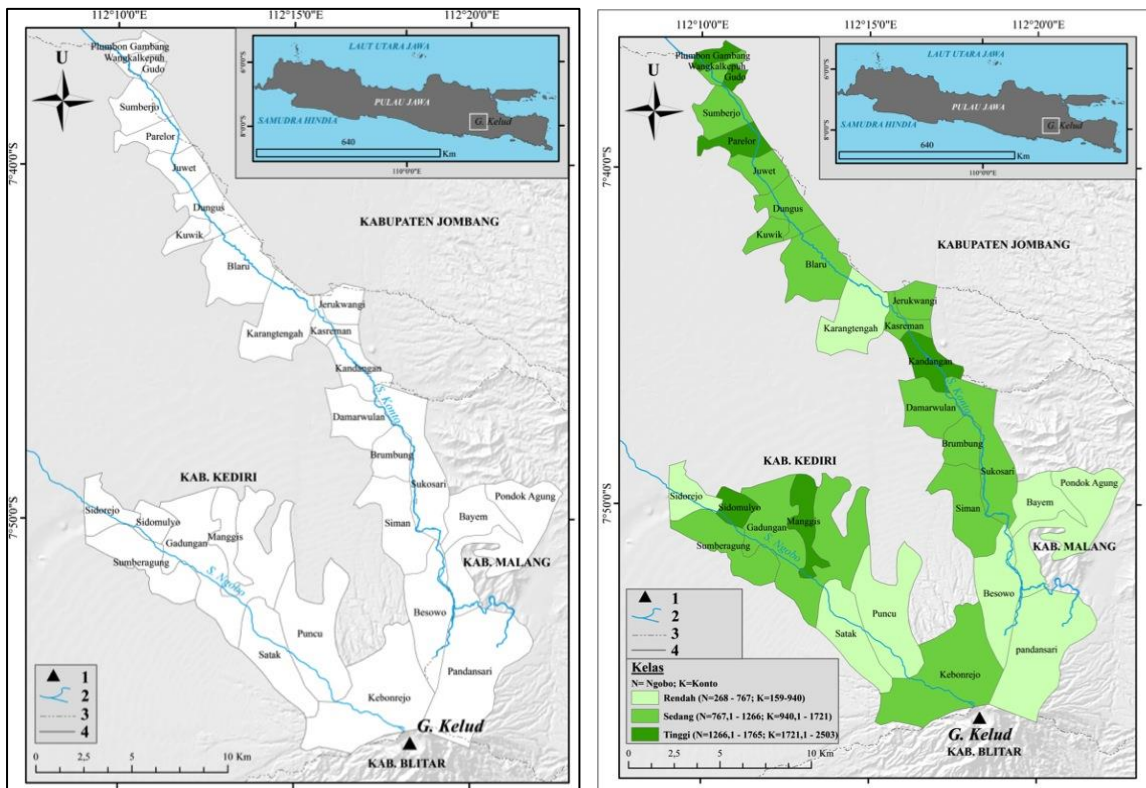 112°10'0"E 112°15'0"E 112°20'0"E
U
LAUT UTARA JAWA
PULAU JAWA
G. Kelud
SAMUDRA HINDIA
640
Km
8°0'0"S
110°0'0"E
7°40'0"S
7°50'0"S
Plumbon Gambang
Wangkalkepuh
Gudo
Sumberjo
Parelor
Juwet
Dungus
Kuwik
Blaru
KABUPATEN JOMBANG
Jerukwangi
Karangtengah
Kasreman
Kandangan
S. Konto
Damarwulan
Brumbung
Sukosari
KAB. KEDIRI
Pondok Agung
Sidorejo
Sidomulyo
Siman
Bayem
Gadungan
Manggis
Sumberagung
KAB. MALANG
S. Ngobo
Besowo
Puncu
Satak
Pandansari
Kebonrejo
1
2
3
4
G. Kelud
KAB. BLITAR
0 2,5 5 10 Km
112°10'0"E 112°15'0"E 112°20'0"E
U
LAUT UTARA JAWA
PULAU JAWA
G. Kelud
SAMUDRA HINDIA
640
Km
110°0'0"E
7°40'0"S
7°50'0"S
Plumbon Gambang
Wangkalkepuh
Gudo
Sumberjo
Parelor
Juwet
Dungus
Kuwik
Blaru
KABUPATEN JOMBANG
Jerukwangi
Karangtengah
Kasreman
Kandangan
S. Konto
Damarwulan
Brumbung
Sukosari
KAB. KEDIRI
Pondok Agung
Sidorejo
Sidomulyo
Siman
Bayem
Gadungan
Manggis
Sumberagung
KAB. MALANG
S. Ngobo
Besowo
Puncu
Satak
pandansari
Kebonrejo
1
2
3
4
Kelas
N= Ngobo; K=Konto
Rendah (N=268 - 767; K=159-940)
Sedang (N=767,1 - 1266; K=940,1 - 1721)
Tinggi (N=1266,1 - 1765; K=1721,1 - 2503)
G. Kelud
KAB. BLITAR
0 2,5 5 10 Km